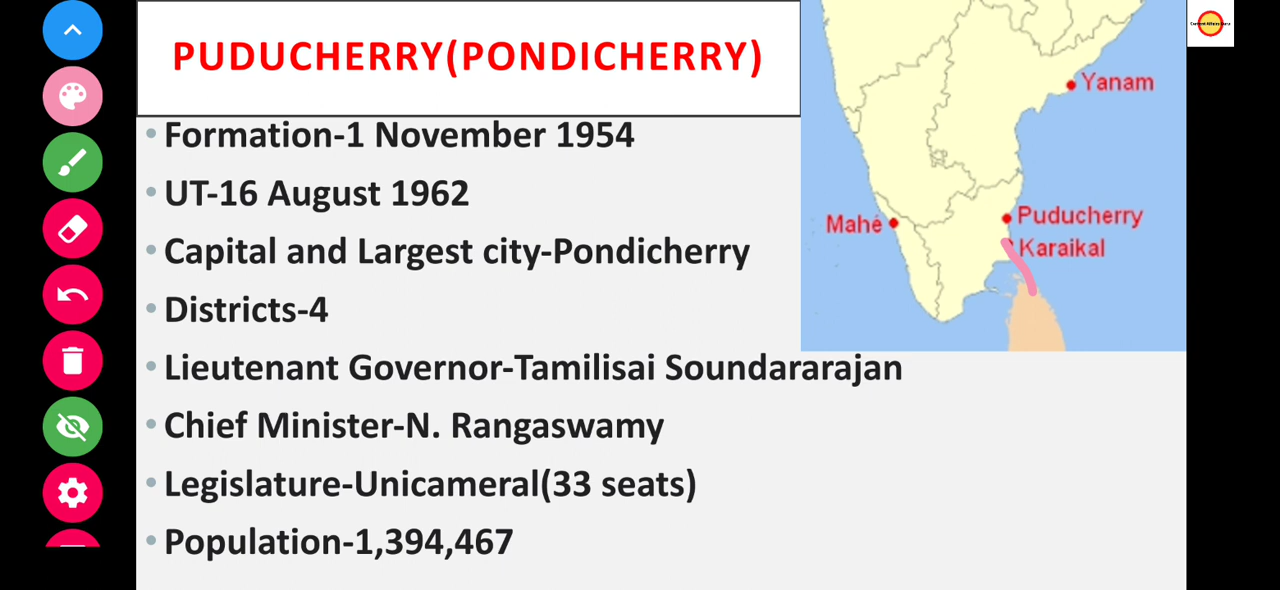 PUDUCHERRY(PONDICHERRY)
• Formation-1 November 1954
• UT-16 August 1962
• Capital and Largest city-Pondicherry
• Districts-4
• Lieutenant Governor-Tamilisai Soundararajan
• Chief Minister-N. Rangaswamy
• Legislature-Unicameral(33 seats)
• Population-1,394,467
Yanam
Mahé
Puducherry
Karaikal